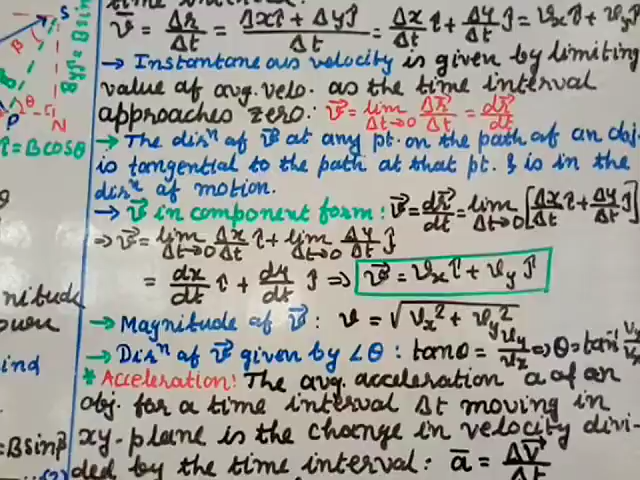 S
β
θ
P
N
= B cosθ
nitude
ind
= B sin β
v̄ = Δr/Δt = Δx î + Δy ĵ/Δt = Δx/Δt î + Δy/Δt ĵ = vx î + vy ĵ
→ Instantaneous velocity is given by limiting
value of avg. velo. as the time interval
approaches zero: v⃗ = lim Δt→0 Δr⃗/Δt = dr⃗/dt
→ The dirⁿ of v⃗ at any pt. on the path of an obj.
is tangential to the path at that pt. & is in the
dirⁿ of motion.
→ v⃗ in component form: v⃗ = dr⃗/dt = lim Δt→0 [Δx/Δt î + Δy/Δt ĵ]
⇒ v⃗ = lim Δt→0 Δx/Δt î + lim Δt→0 Δy/Δt ĵ
= dx/dt î + dy/dt ĵ ⇒ v⃗ = vx î + vy ĵ
→ Magnitude of v⃗: v = √vx² + vy²
→ Dirⁿ of v⃗ given by ∠θ: tanθ = vy/vx ⇒ θ = tan⁻¹ vy/vx
* Acceleration: The avg. acceleration a of an
obj. for a time interval Δt moving in
xy-plane is the change in velocity divi-
ded by the time interval: ā = Δv⃗/Δt